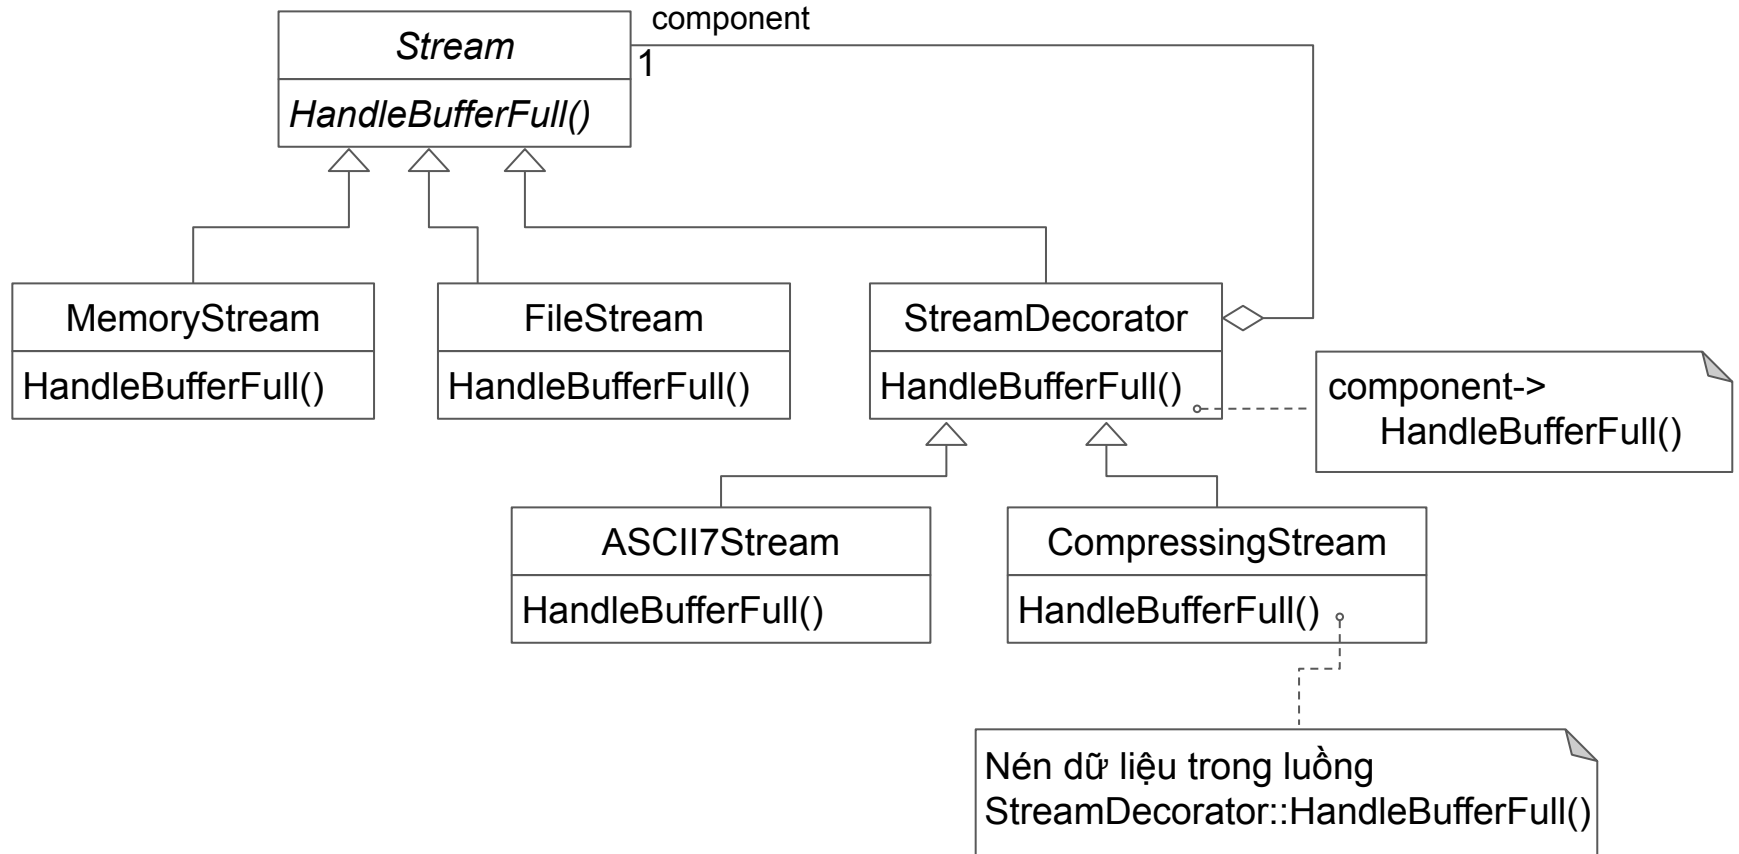 component
Stream
1
HandleBufferFull()
MemoryStream
FileStream
StreamDecorator
HandleBufferFull()
HandleBufferFull()
HandleBufferFull()
component->
HandleBufferFull()
ASCII7Stream
CompressingStream
HandleBufferFull()
HandleBufferFull()
Nén dữ liệu trong luồng
StreamDecorator::HandleBufferFull()